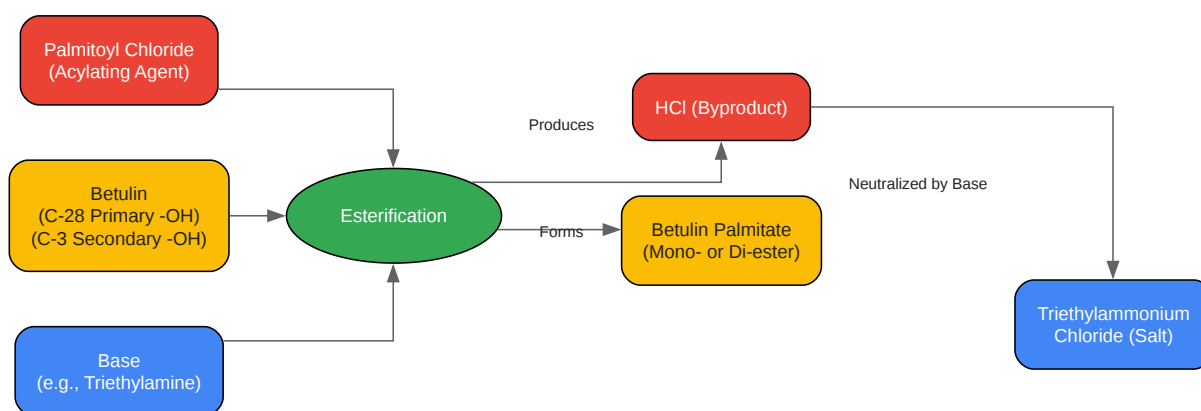 Palmitoyl Chloride
(Acylating Agent)
Betulin
(C-28 Primary -OH)
(C-3 Secondary -OH)
Base
(e.g., Triethylamine)
Esterification
Produces
Forms
HCl (Byproduct)
Betulin Palmitate
(Mono- or Di-ester)
Neutralized by Base
Triethylammonium
Chloride (Salt)